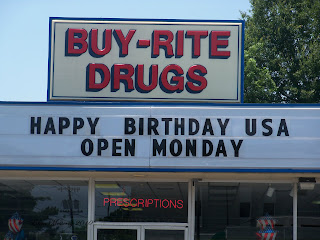 BUY-RITE
DRUGS
HAPPY BIRTHDAY USA
OPEN MONDAY
PRESCRIPTIONS